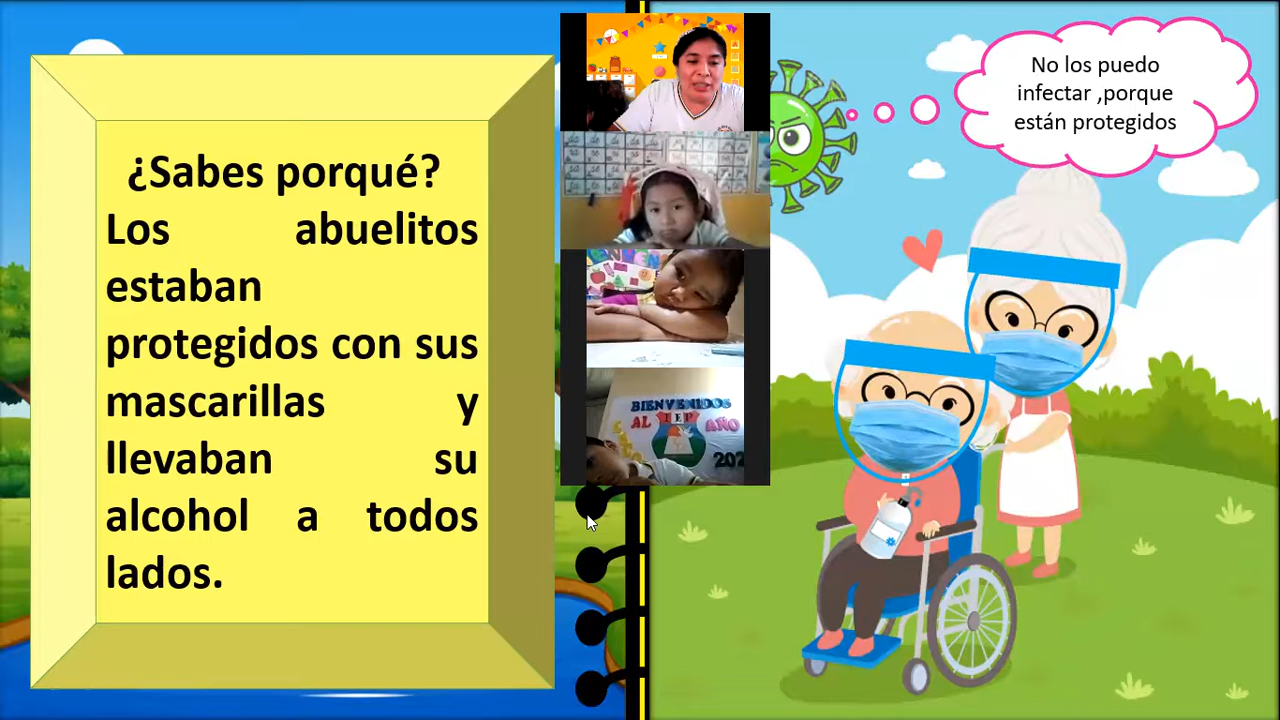 ¿Sabes porqué?
Los abuelitos
estaban
protegidos con sus
mascarillas y
llevaban su
alcohol a todos
lados.
No los puedo
infectar ,porque
están protegidos
BIENVENIDOS
AL IEP AÑO